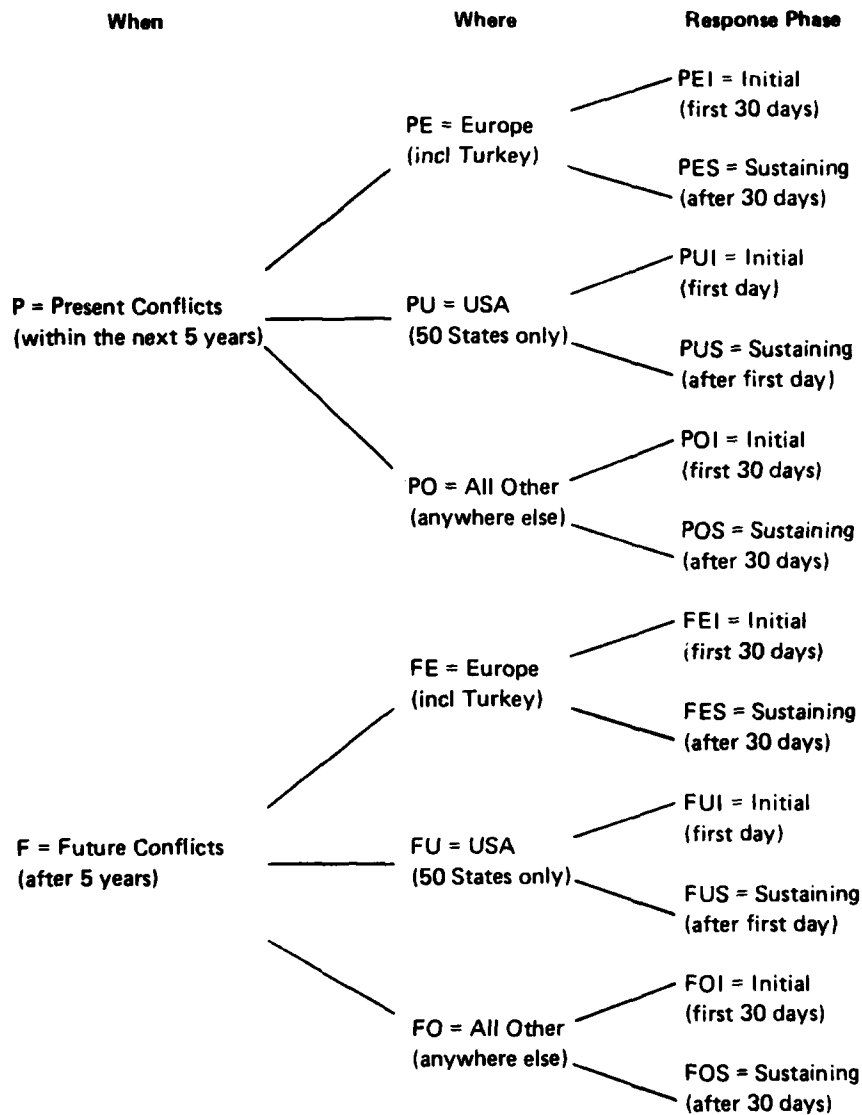 When Where Response Phase
PEI = Initial
(first 30 days)
PE = Europe
(incl Turkey)
PES = Sustaining
(after 30 days)
PUI = Initial
(first day)
P = Present Conflicts
(within the next 5 years)
PU = USA
(50 States only)
PUS = Sustaining
(after first day)
POI = Initial
(first 30 days)
PO = All Other
(anywhere else)
POS = Sustaining
(after 30 days)
FEI = Initial
(first 30 days)
FE = Europe
(incl Turkey)
FES = Sustaining
(after 30 days)
FUI = Initial
(first day)
F = Future Conflicts
(after 5 years)
FU = USA
(50 States only)
FUS = Sustaining
(after first day)
FOI = Initial
(first 30 days)
FO = All Other
(anywhere else)
FOS = Sustaining
(after 30 days)